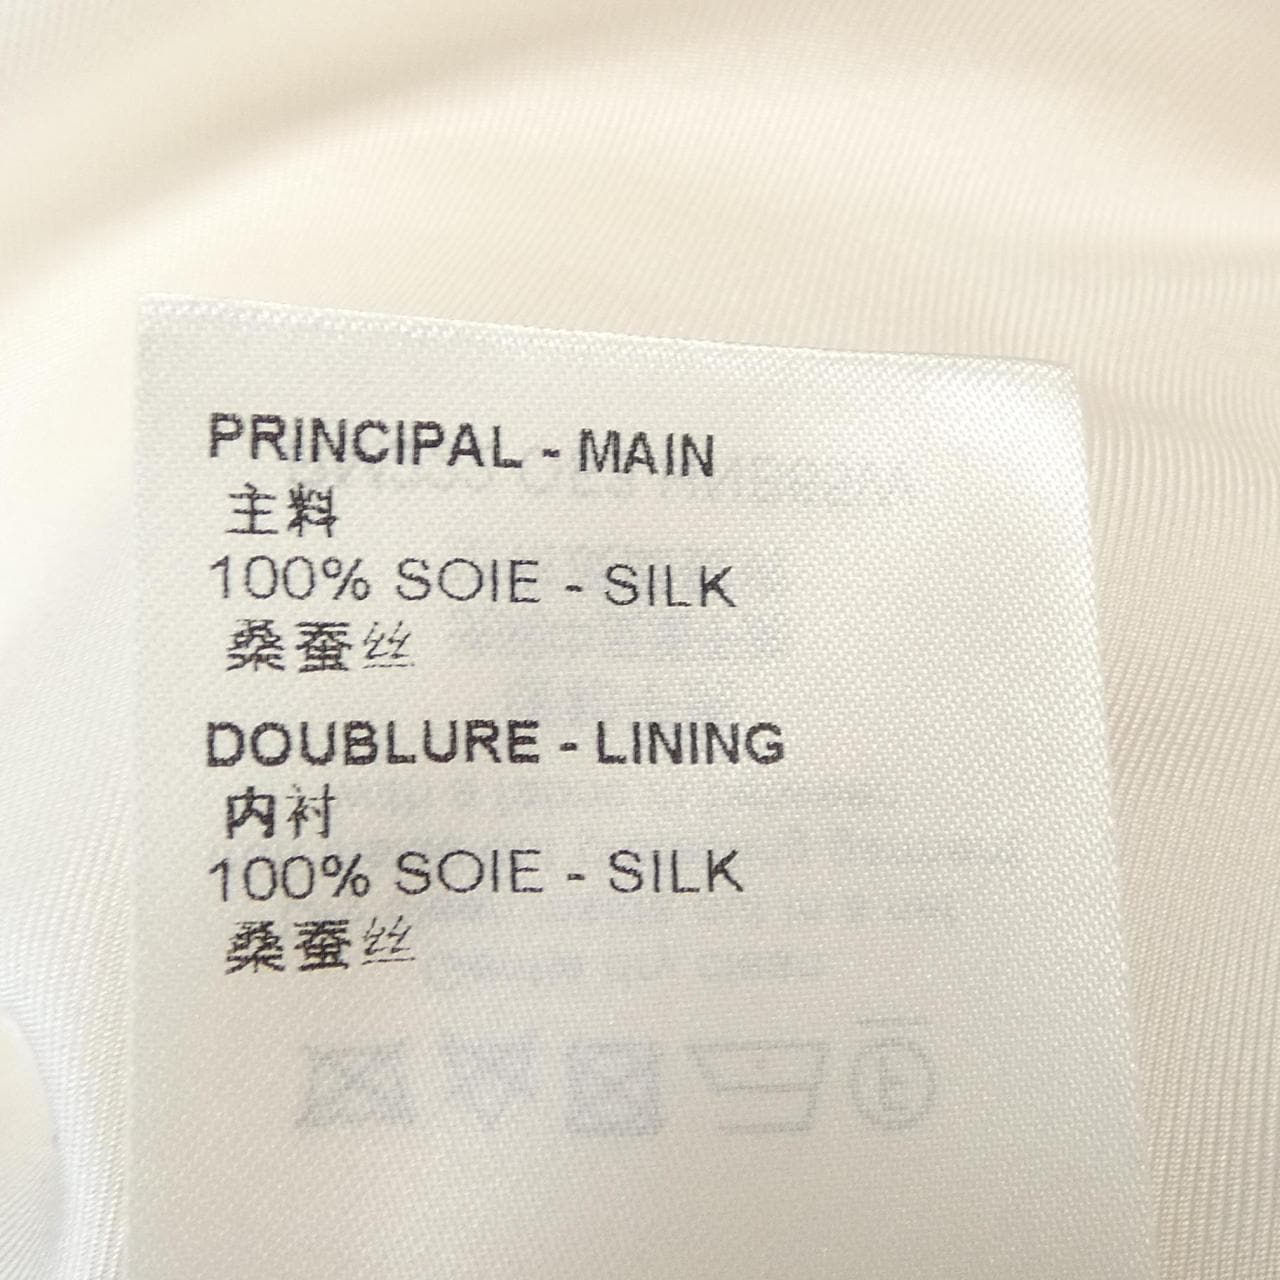 PRINCIPAL - MAIN
主料
100% SOIE - SILK
桑蚕丝
DOUBLURE - LINING
内衬
100% SOIE - SILK
桑蚕丝